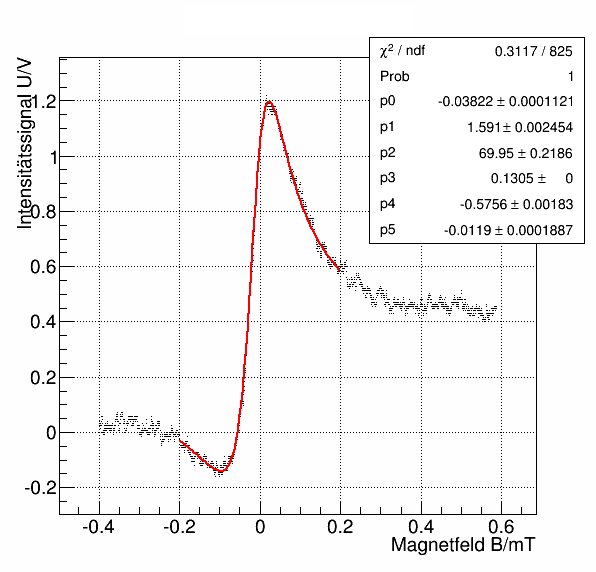 χ² / ndf 0.3117 / 825
Prob 1
p0 -0.03822 ± 0.0001121
p1 1.591 ± 0.002454
p2 69.95 ± 0.2186
p3 0.1305 ± 0
p4 -0.5756 ± 0.00183
p5 -0.0119 ± 0.0001887
Intensitätssignal U/V
1.2
1
0.8
0.6
0.4
0.2
0
-0.2
-0.4 -0.2 0 0.2 0.4 0.6
Magnetfeld B/mT